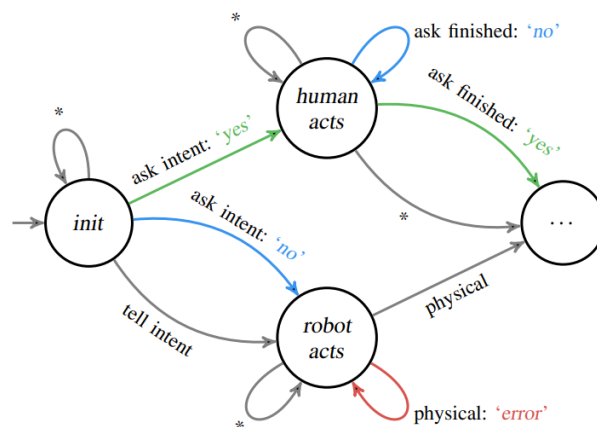 *
ask finished: ‘no’
*
human
acts
ask finished: ‘yes’
ask intent: ‘yes’
init
ask intent: ‘no’
*
···
tell intent
physical
robot
acts
*
physical: ‘error’